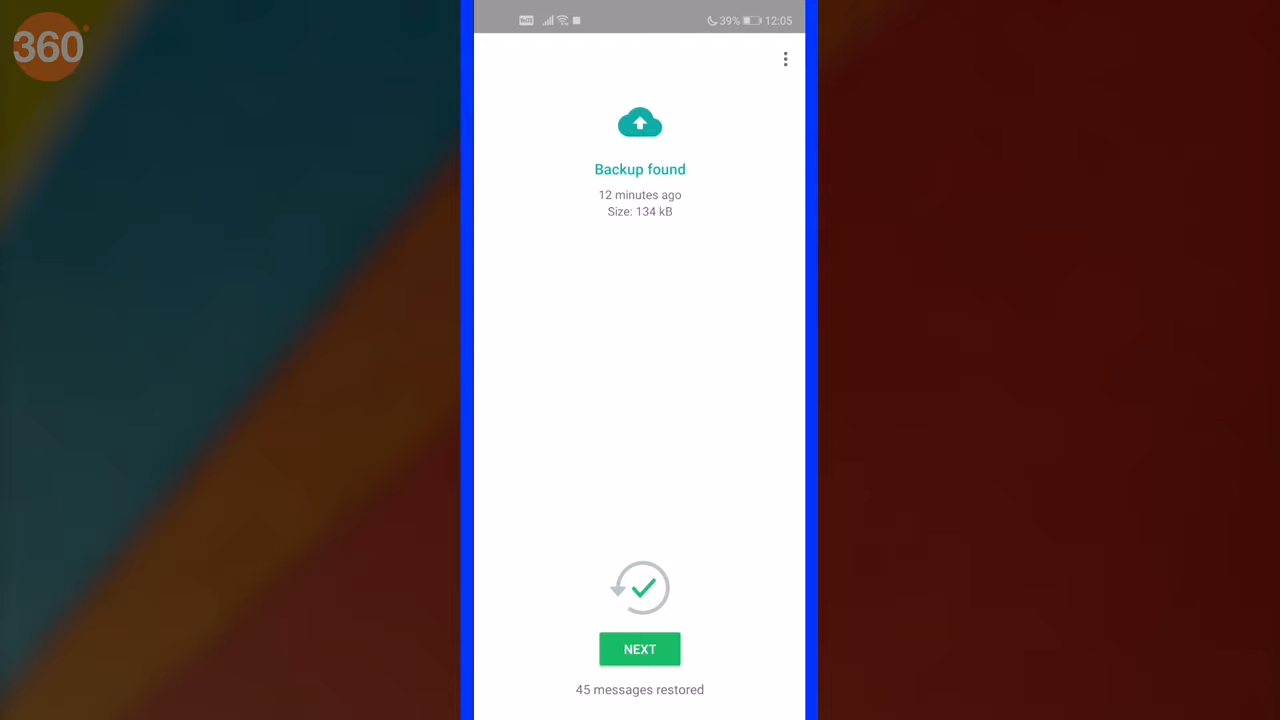 360°
39% 12:05
Backup found
12 minutes ago
Size: 134 kB
NEXT
45 messages restored